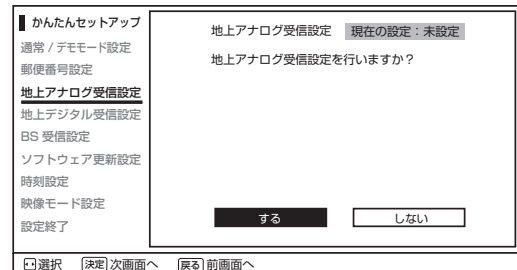 かんたんセットアップ
通常 / デモモード設定
郵便番号設定
地上アナログ受信設定
地上デジタル受信設定
BS 受信設定
ソフトウェア更新設定
時刻設定
映像モード設定
設定終了
地上アナログ受信設定 現在の設定：未設定
地上アナログ受信設定を行いますか？
する しない
選択 決定 次画面へ 戻る 前画面へ